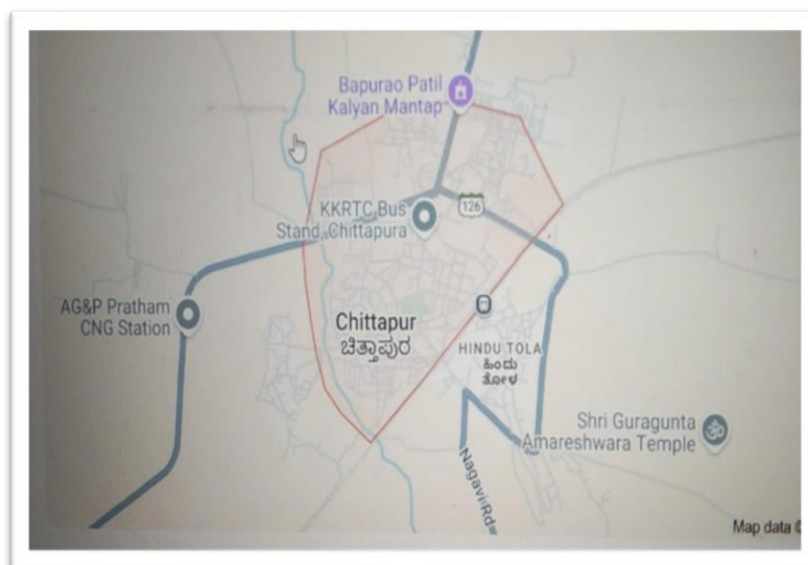 Bapurao Patil
Kalyan Mantap
126
KKRTC Bus
Stand, Chittapura
AG&P Pratham
CNG Station
Chittapur
ಚಿತ್ತಾಪುರ
HINDU TOLA
ಹಿಂದು
ತೋಳ
Shri Guragunta
Amareshwara Temple
Nagavi Rd
Map data ©